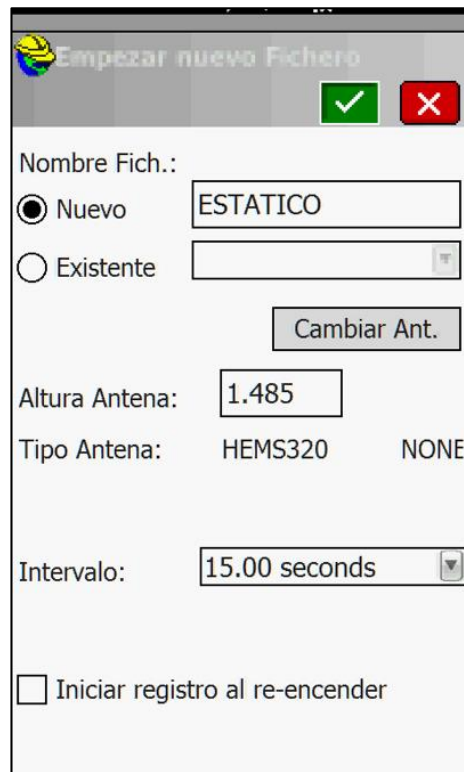 Empezar nuevo Fichero
Nombre Fich.:
Nuevo ESTATICO
Existente
Cambiar Ant.
Altura Antena: 1.485
Tipo Antena: HEMS320 NONE
Intervalo: 15.00 seconds
Iniciar registro al re-encender